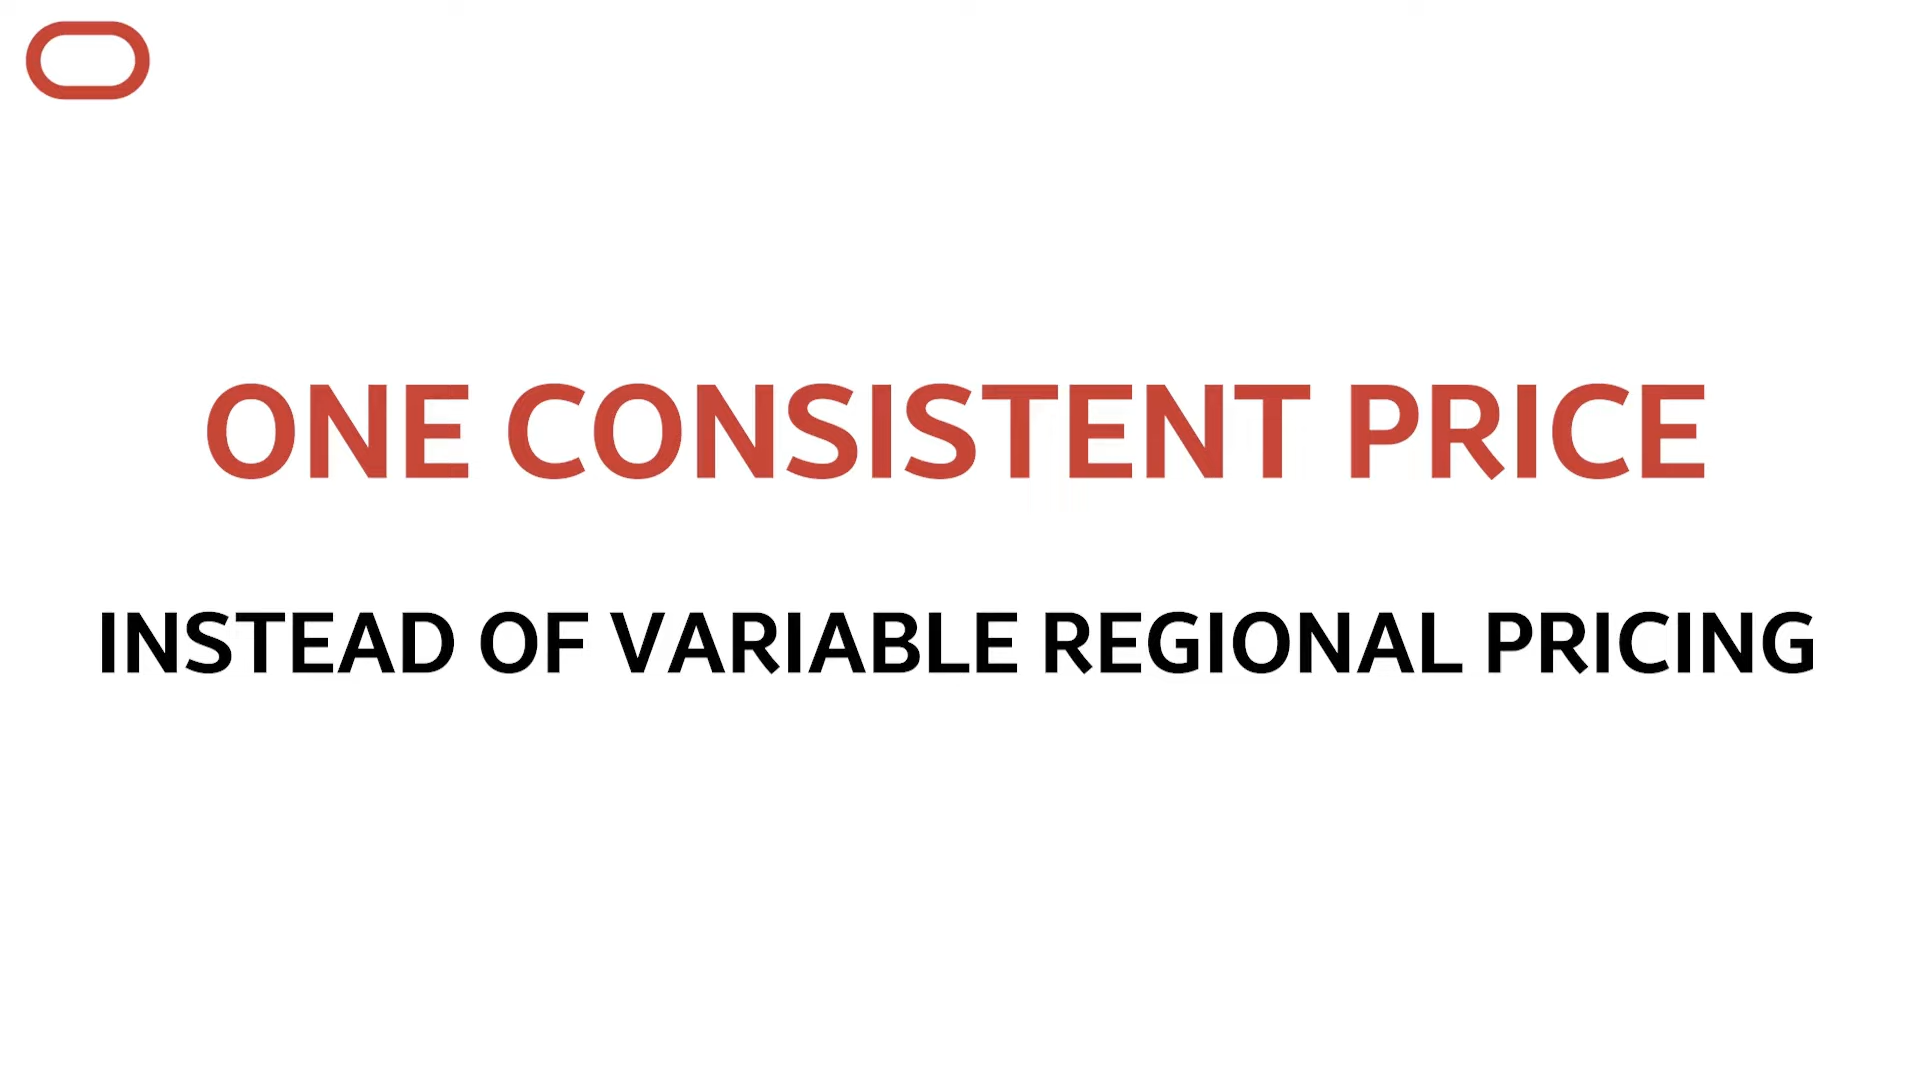 ONE CONSISTENT PRICE
INSTEAD OF VARIABLE REGIONAL PRICING